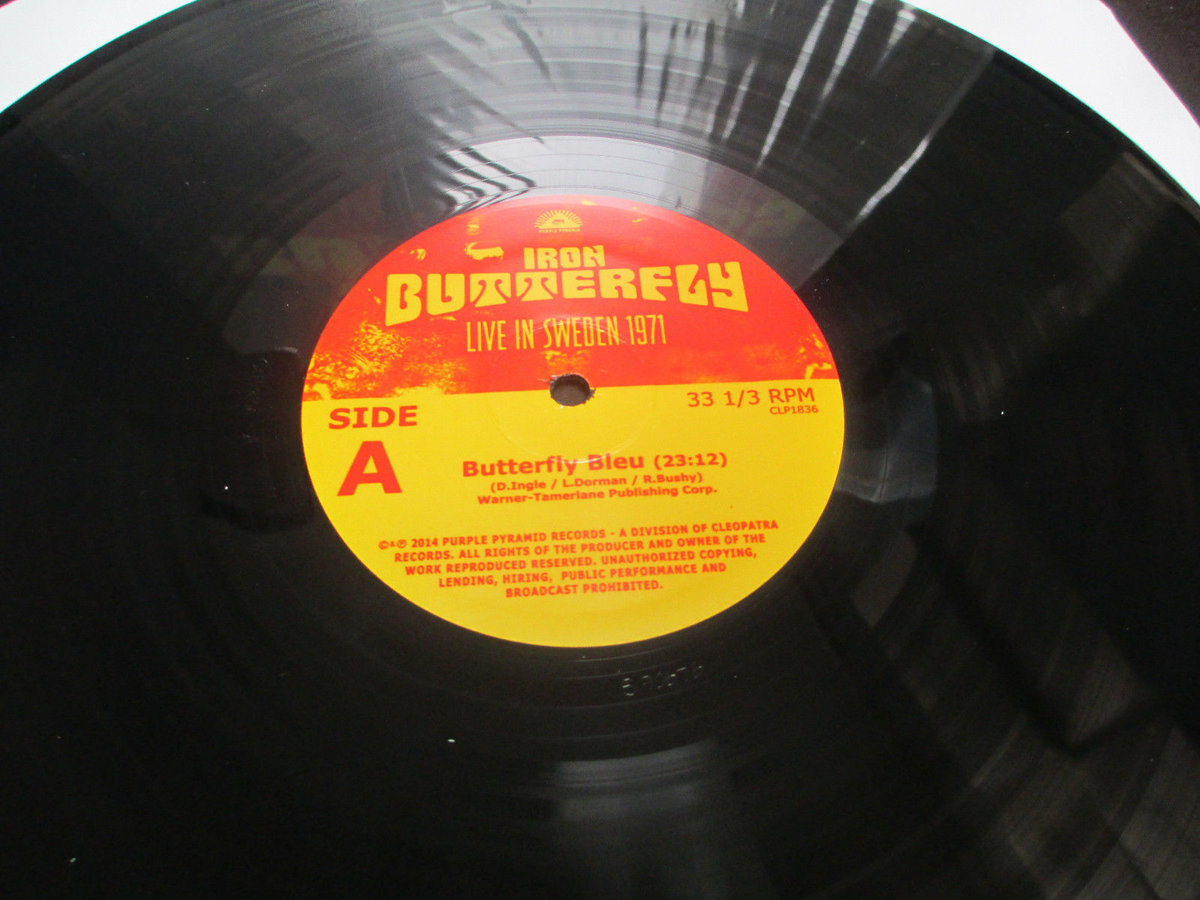 PURPLE PYRAMID
IRON
BUTTERFLY
LIVE IN SWEDEN 1971
SIDE
A
33 1/3 RPM
CLP1836
Butterfly Bleu (23:12)
(D.Ingle / L.Dorman / R.Bushy)
Warner-Tamerlane Publishing Corp.
©&℗ 2014 PURPLE PYRAMID RECORDS - A DIVISION OF CLEOPATRA
RECORDS. ALL RIGHTS OF THE PRODUCER AND OWNER OF THE
WORK REPRODUCED RESERVED. UNAUTHORIZED COPYING,
LENDING, HIRING, PUBLIC PERFORMANCE AND
BROADCAST PROHIBITED.